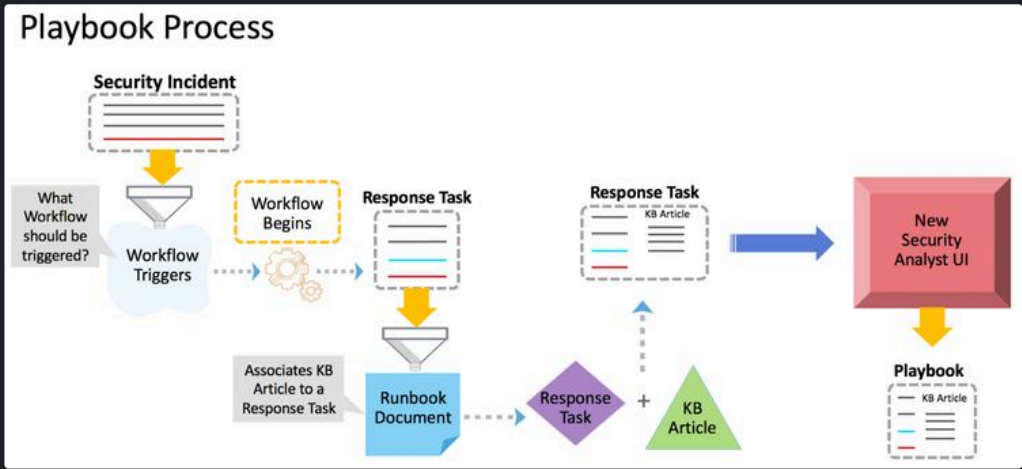 Playbook Process
Security Incident
What
Workflow
should be
triggered?
Workflow
Triggers
Workflow
Begins
Response Task
Associates KB
Article to a
Response Task
Runbook
Document
Response
Task
+
KB
Article
Response Task
KB Article
New
Security
Analyst UI
Playbook
KB Article